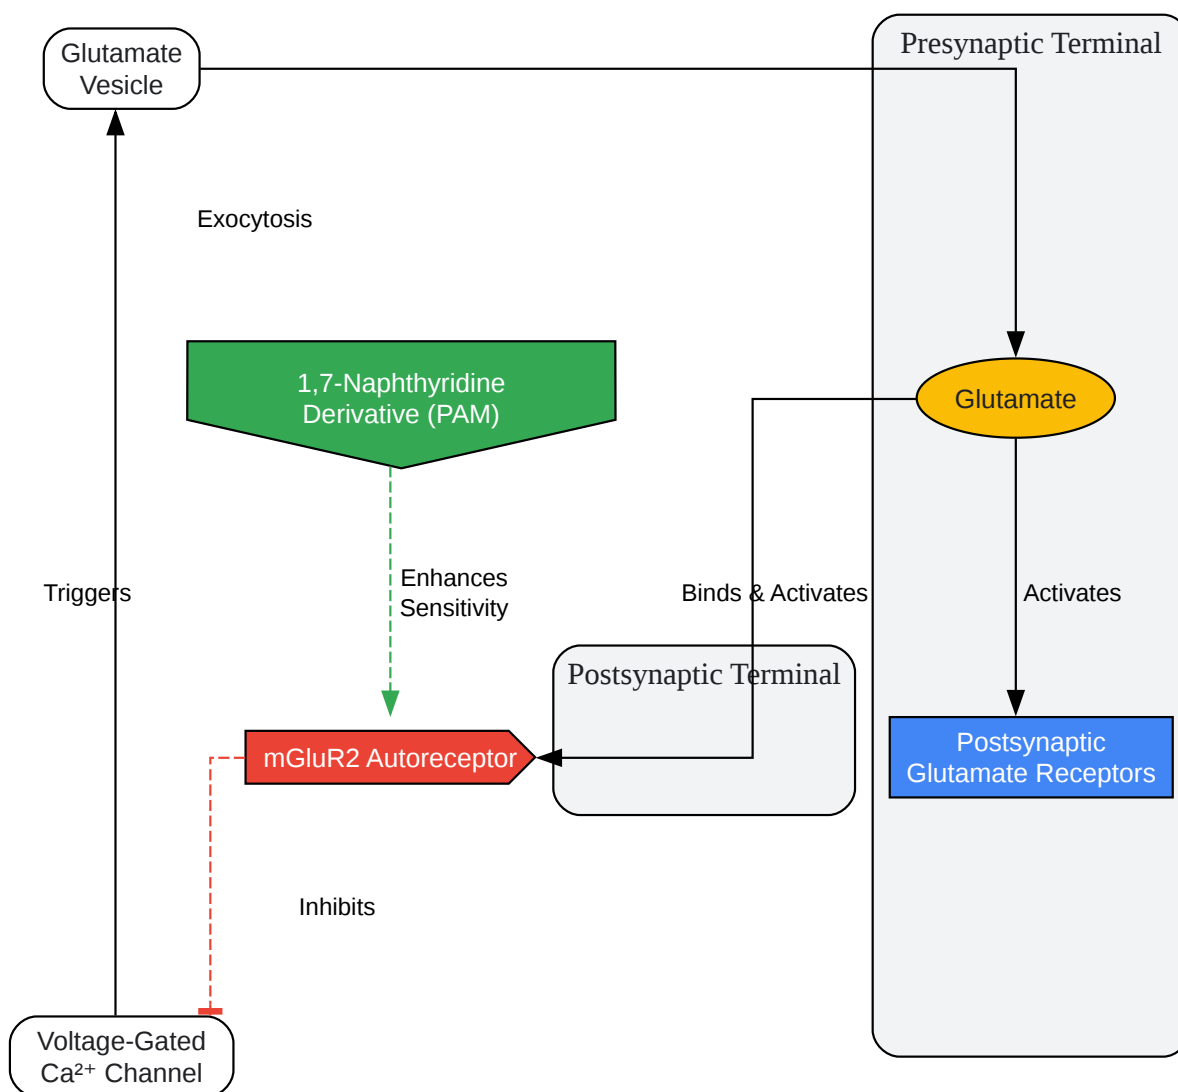 Glutamate
Vesicle
Presynaptic Terminal
Exocytosis
1,7-Naphthyridine
Derivative (PAM)
Glutamate
Triggers
Enhances
Sensitivity
Binds & Activates
Activates
Postsynaptic Terminal
mGluR2 Autoreceptor
Postsynaptic
Glutamate Receptors
Inhibits
Voltage-Gated
Ca²⁺ Channel